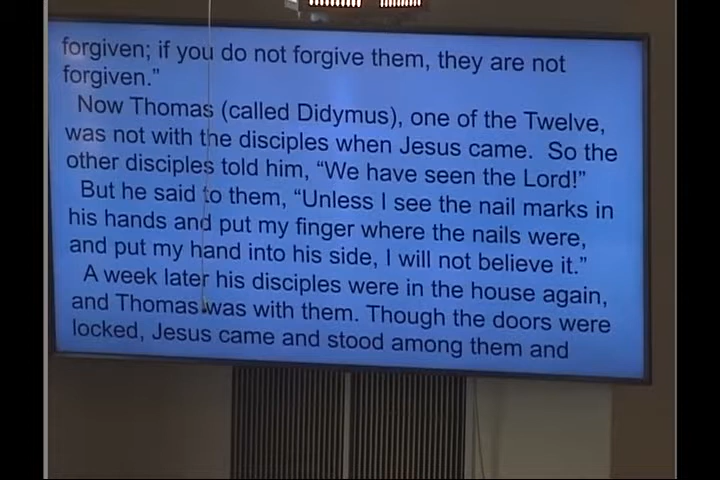 forgiven; if you do not forgive them, they are not
forgiven.”
Now Thomas (called Didymus), one of the Twelve,
was not with the disciples when Jesus came.  So the
other disciples told him, “We have seen the Lord!”
But he said to them, “Unless I see the nail marks in
his hands and put my finger where the nails were,
and put my hand into his side, I will not believe it.”
A week later his disciples were in the house again,
and Thomas was with them. Though the doors were
locked, Jesus came and stood among them and